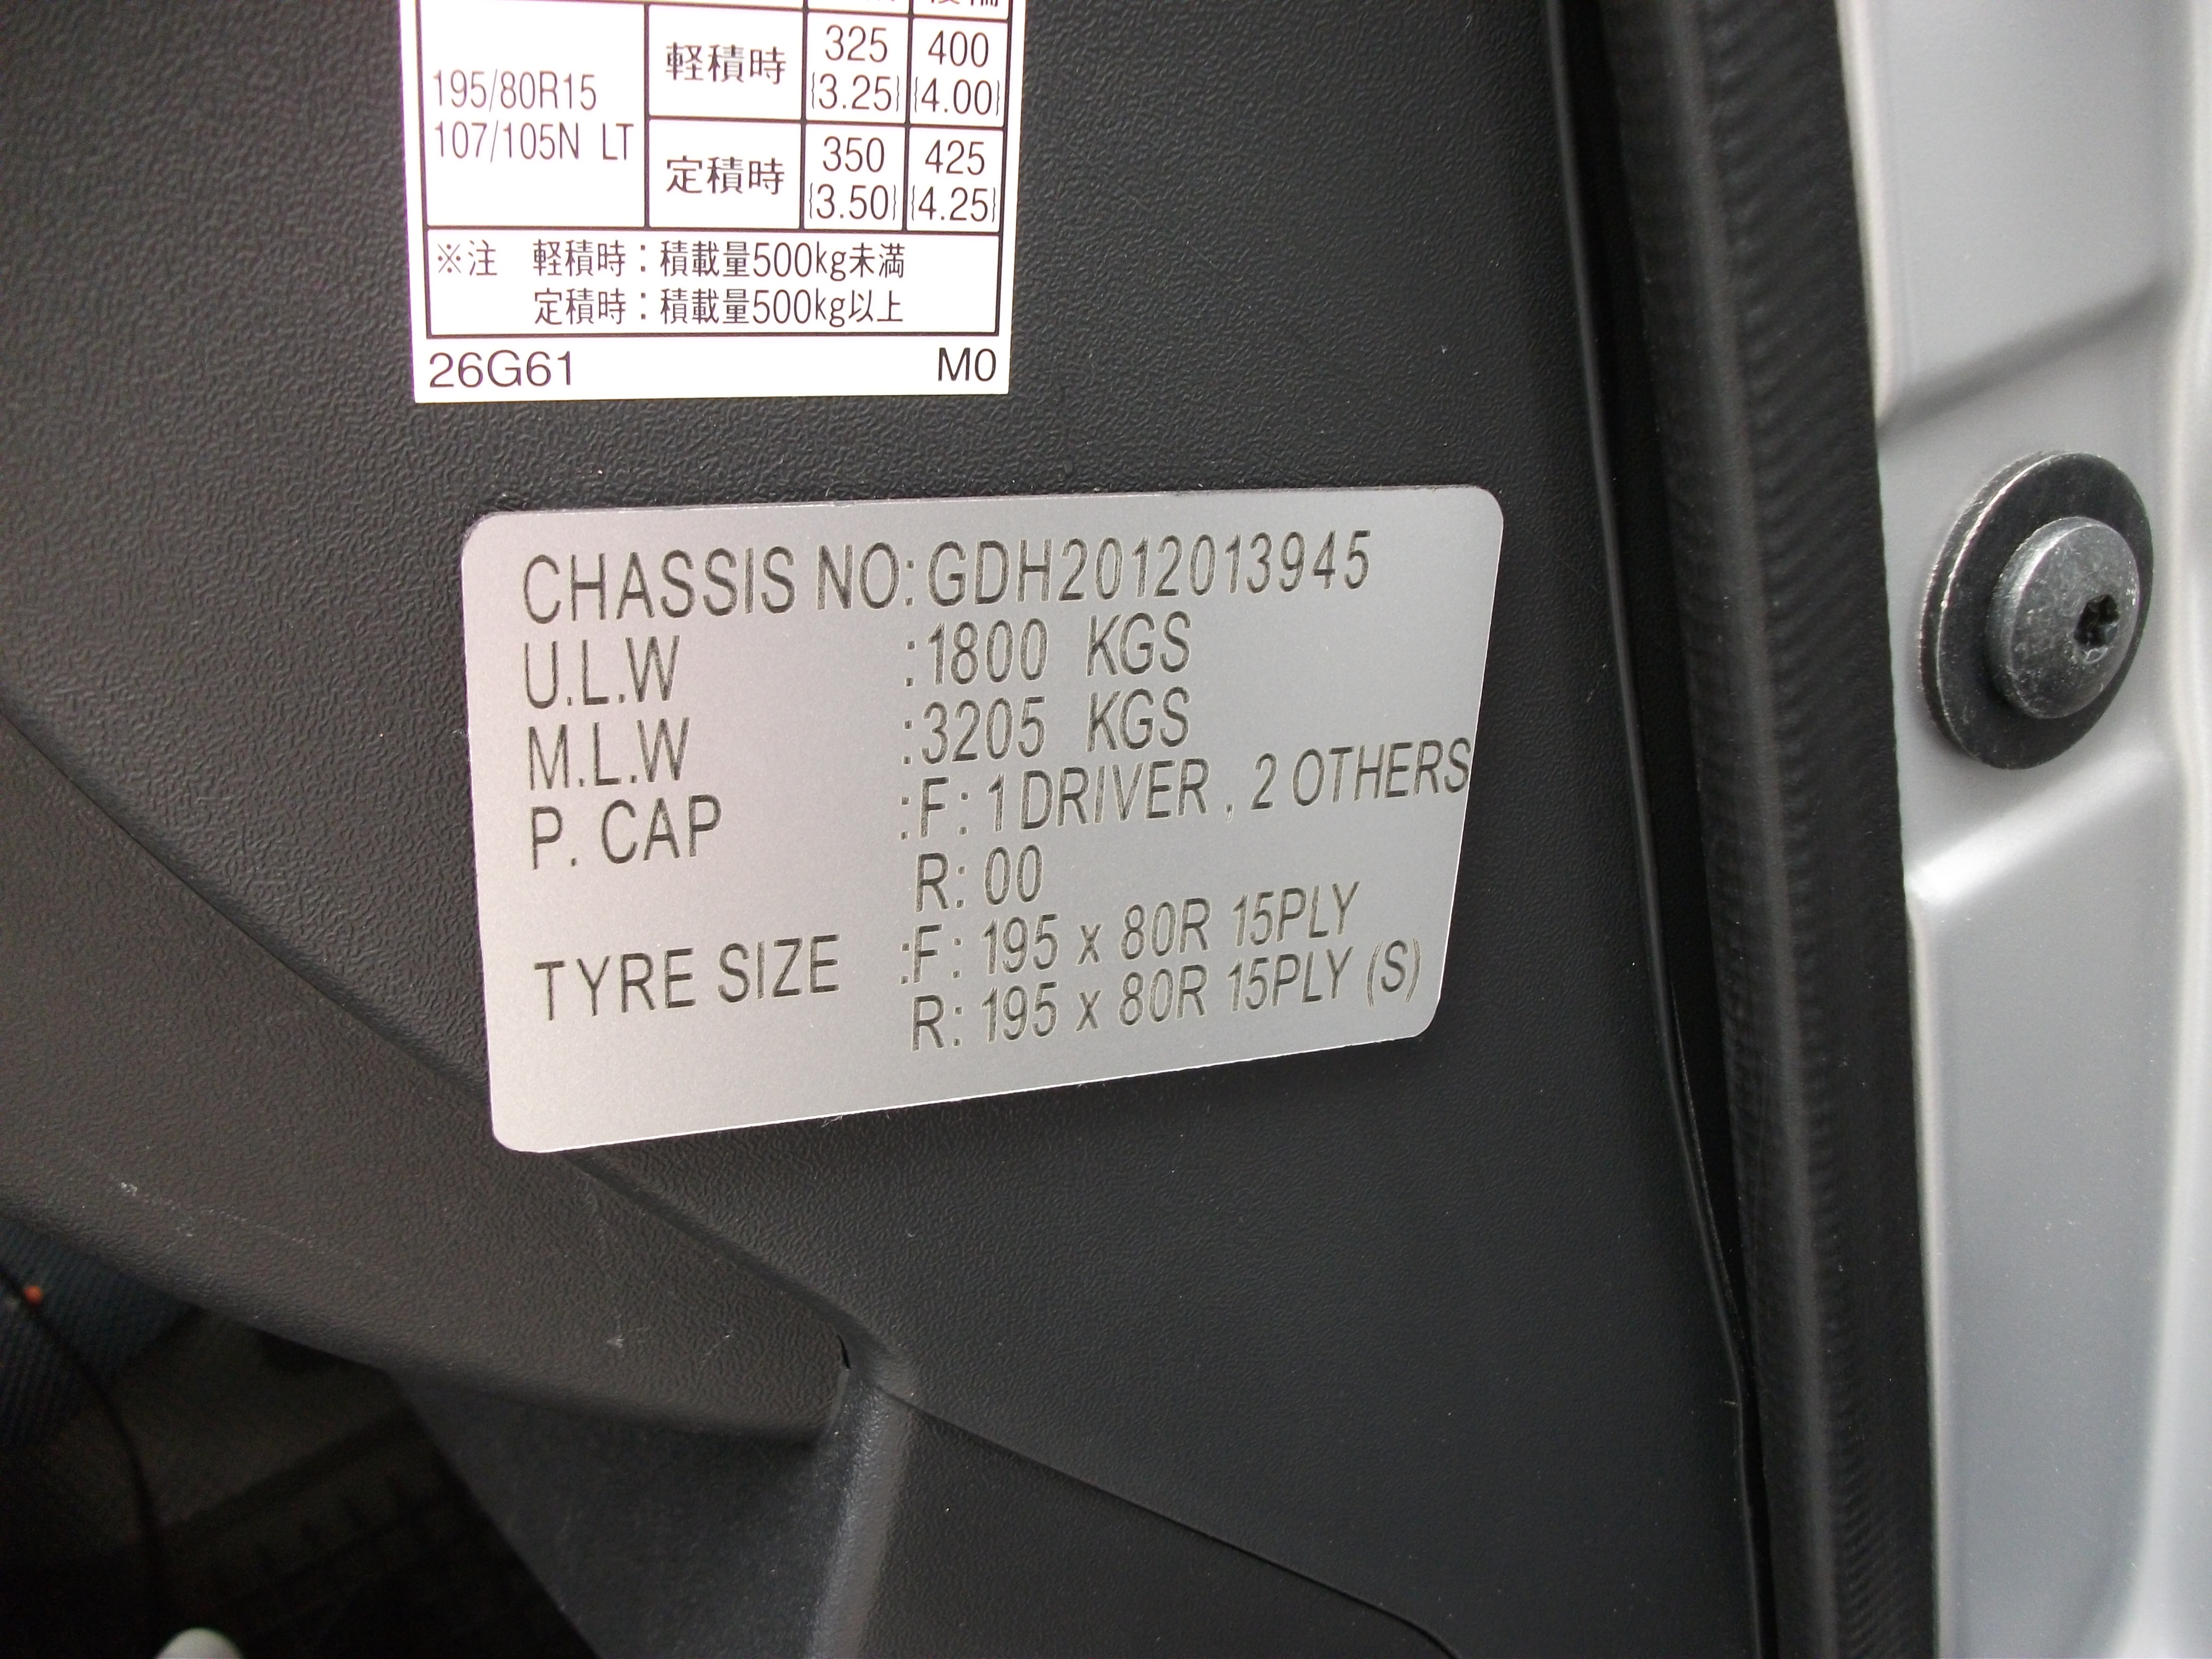 195/80R15
107/105N LT
軽積時
325
{3.25}
400
{4.00}
定積時
350
{3.50}
425
{4.25}
※注 軽積時：積載量500kg未満
定積時：積載量500kg以上
26G61 M0
CHASSIS NO:GDH2012013945
U.L.W :1800 KGS
M.L.W :3205 KGS
P. CAP :F: 1 DRIVER , 2 OTHERS
R: 00
TYRE SIZE :F: 195 x 80R 15PLY
R: 195 x 80R 15PLY (S)